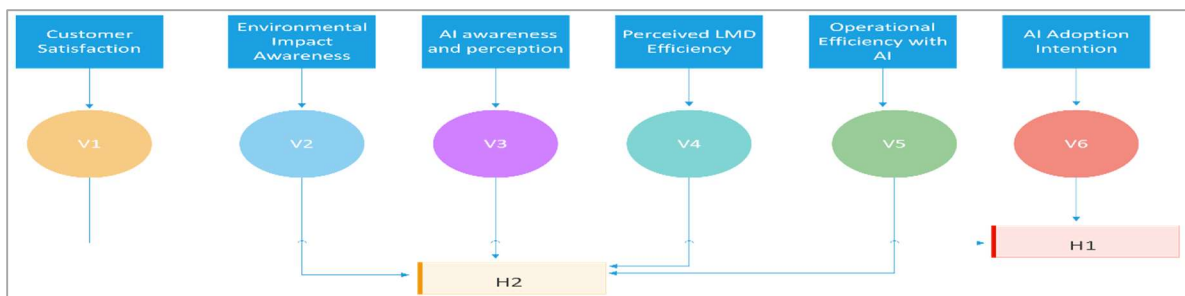 Customer
Satisfaction
Environmental
Impact
Awareness
AI awareness
and perception
Perceived LMD
Efficiency
Operational
Efficiency with
AI
AI Adoption
Intention
V1
V2
V3
V4
V5
V6
H1
H2